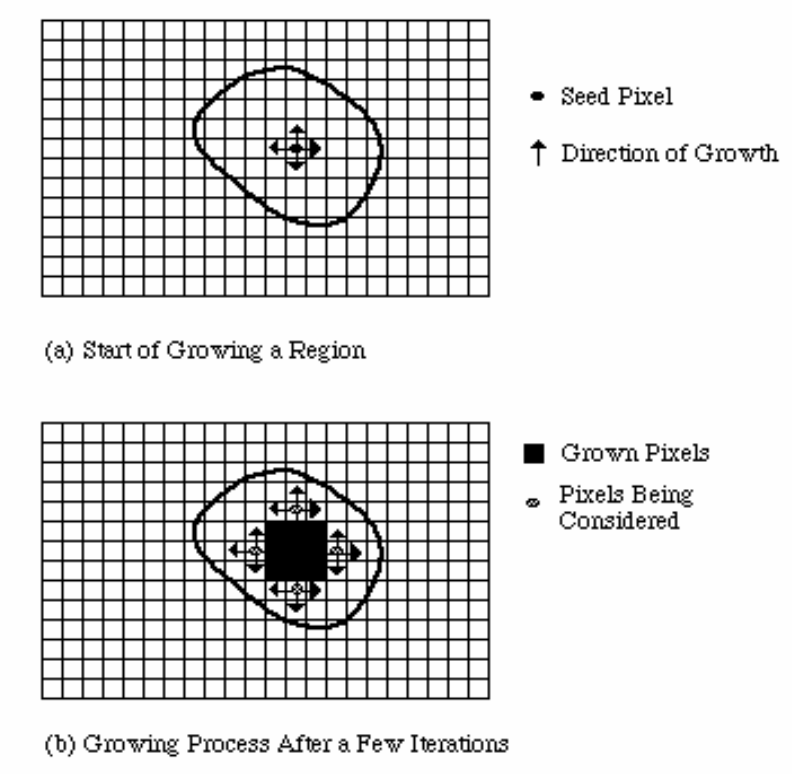 Seed Pixel
Direction of Growth
(a) Start of Growing a Region
Grown Pixels
Pixels Being
Considered
(b) Growing Process After a Few Iterations